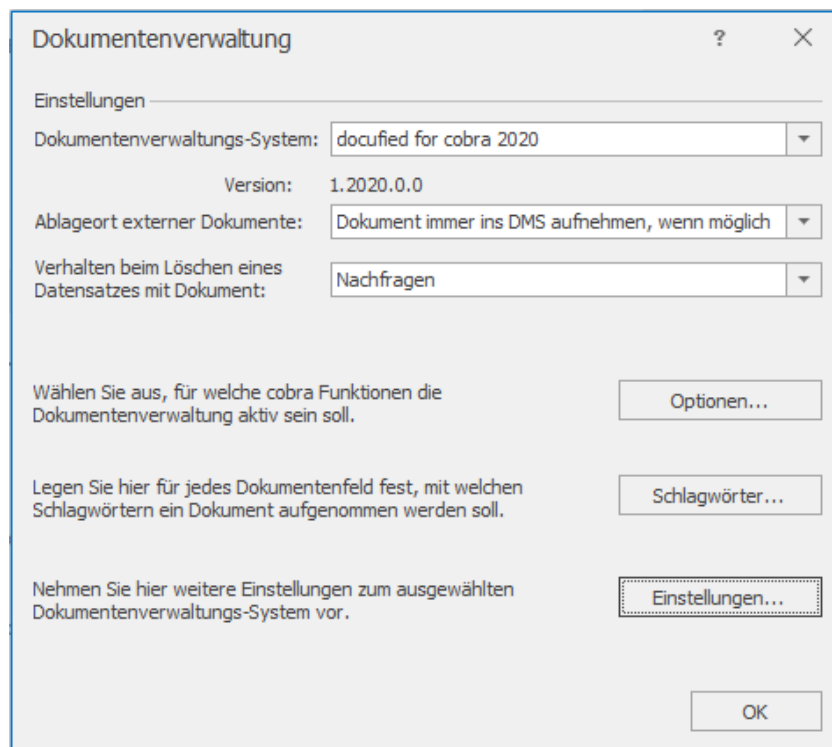 Dokumentenverwaltung ?
Einstellungen
Dokumentenverwaltungs-System: docufied for cobra 2020
Version: 1.2020.0.0
Ablageort externer Dokumente: Dokument immer ins DMS aufnehmen, wenn möglich
Verhalten beim Löschen eines
Datensatzes mit Dokument: Nachfragen
Wählen Sie aus, für welche cobra Funktionen die
Dokumentenverwaltung aktiv sein soll.
Optionen...
Legen Sie hier für jedes Dokumentenfeld fest, mit welchen
Schlagwörtern ein Dokument aufgenommen werden soll.
Schlagwörter...
Nehmen Sie hier weitere Einstellungen zum ausgewählten
Dokumentenverwaltungs-System vor.
Einstellungen...
OK